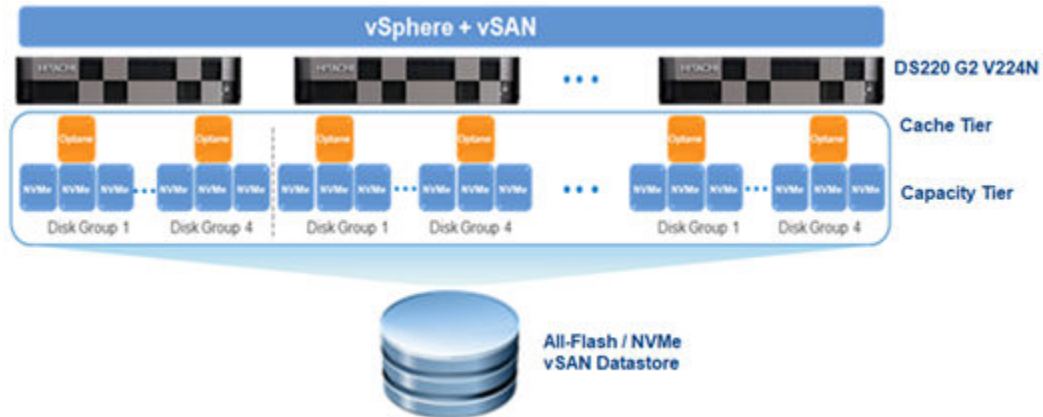 vSphere + vSAN
HITACHI HITACHI HITACHI DS220 G2 V224N
Optane Optane Optane Optane Optane Optane Cache Tier
NVMe NVMe NVMe NVMe NVMe NVMe NVMe NVMe NVMe NVMe NVMe NVMe NVMe NVMe NVMe NVMe NVMe NVMe Capacity Tier
Disk Group 1 Disk Group 4 Disk Group 1 Disk Group 4 Disk Group 1 Disk Group 4
All-Flash / NVMe
vSAN Datastore